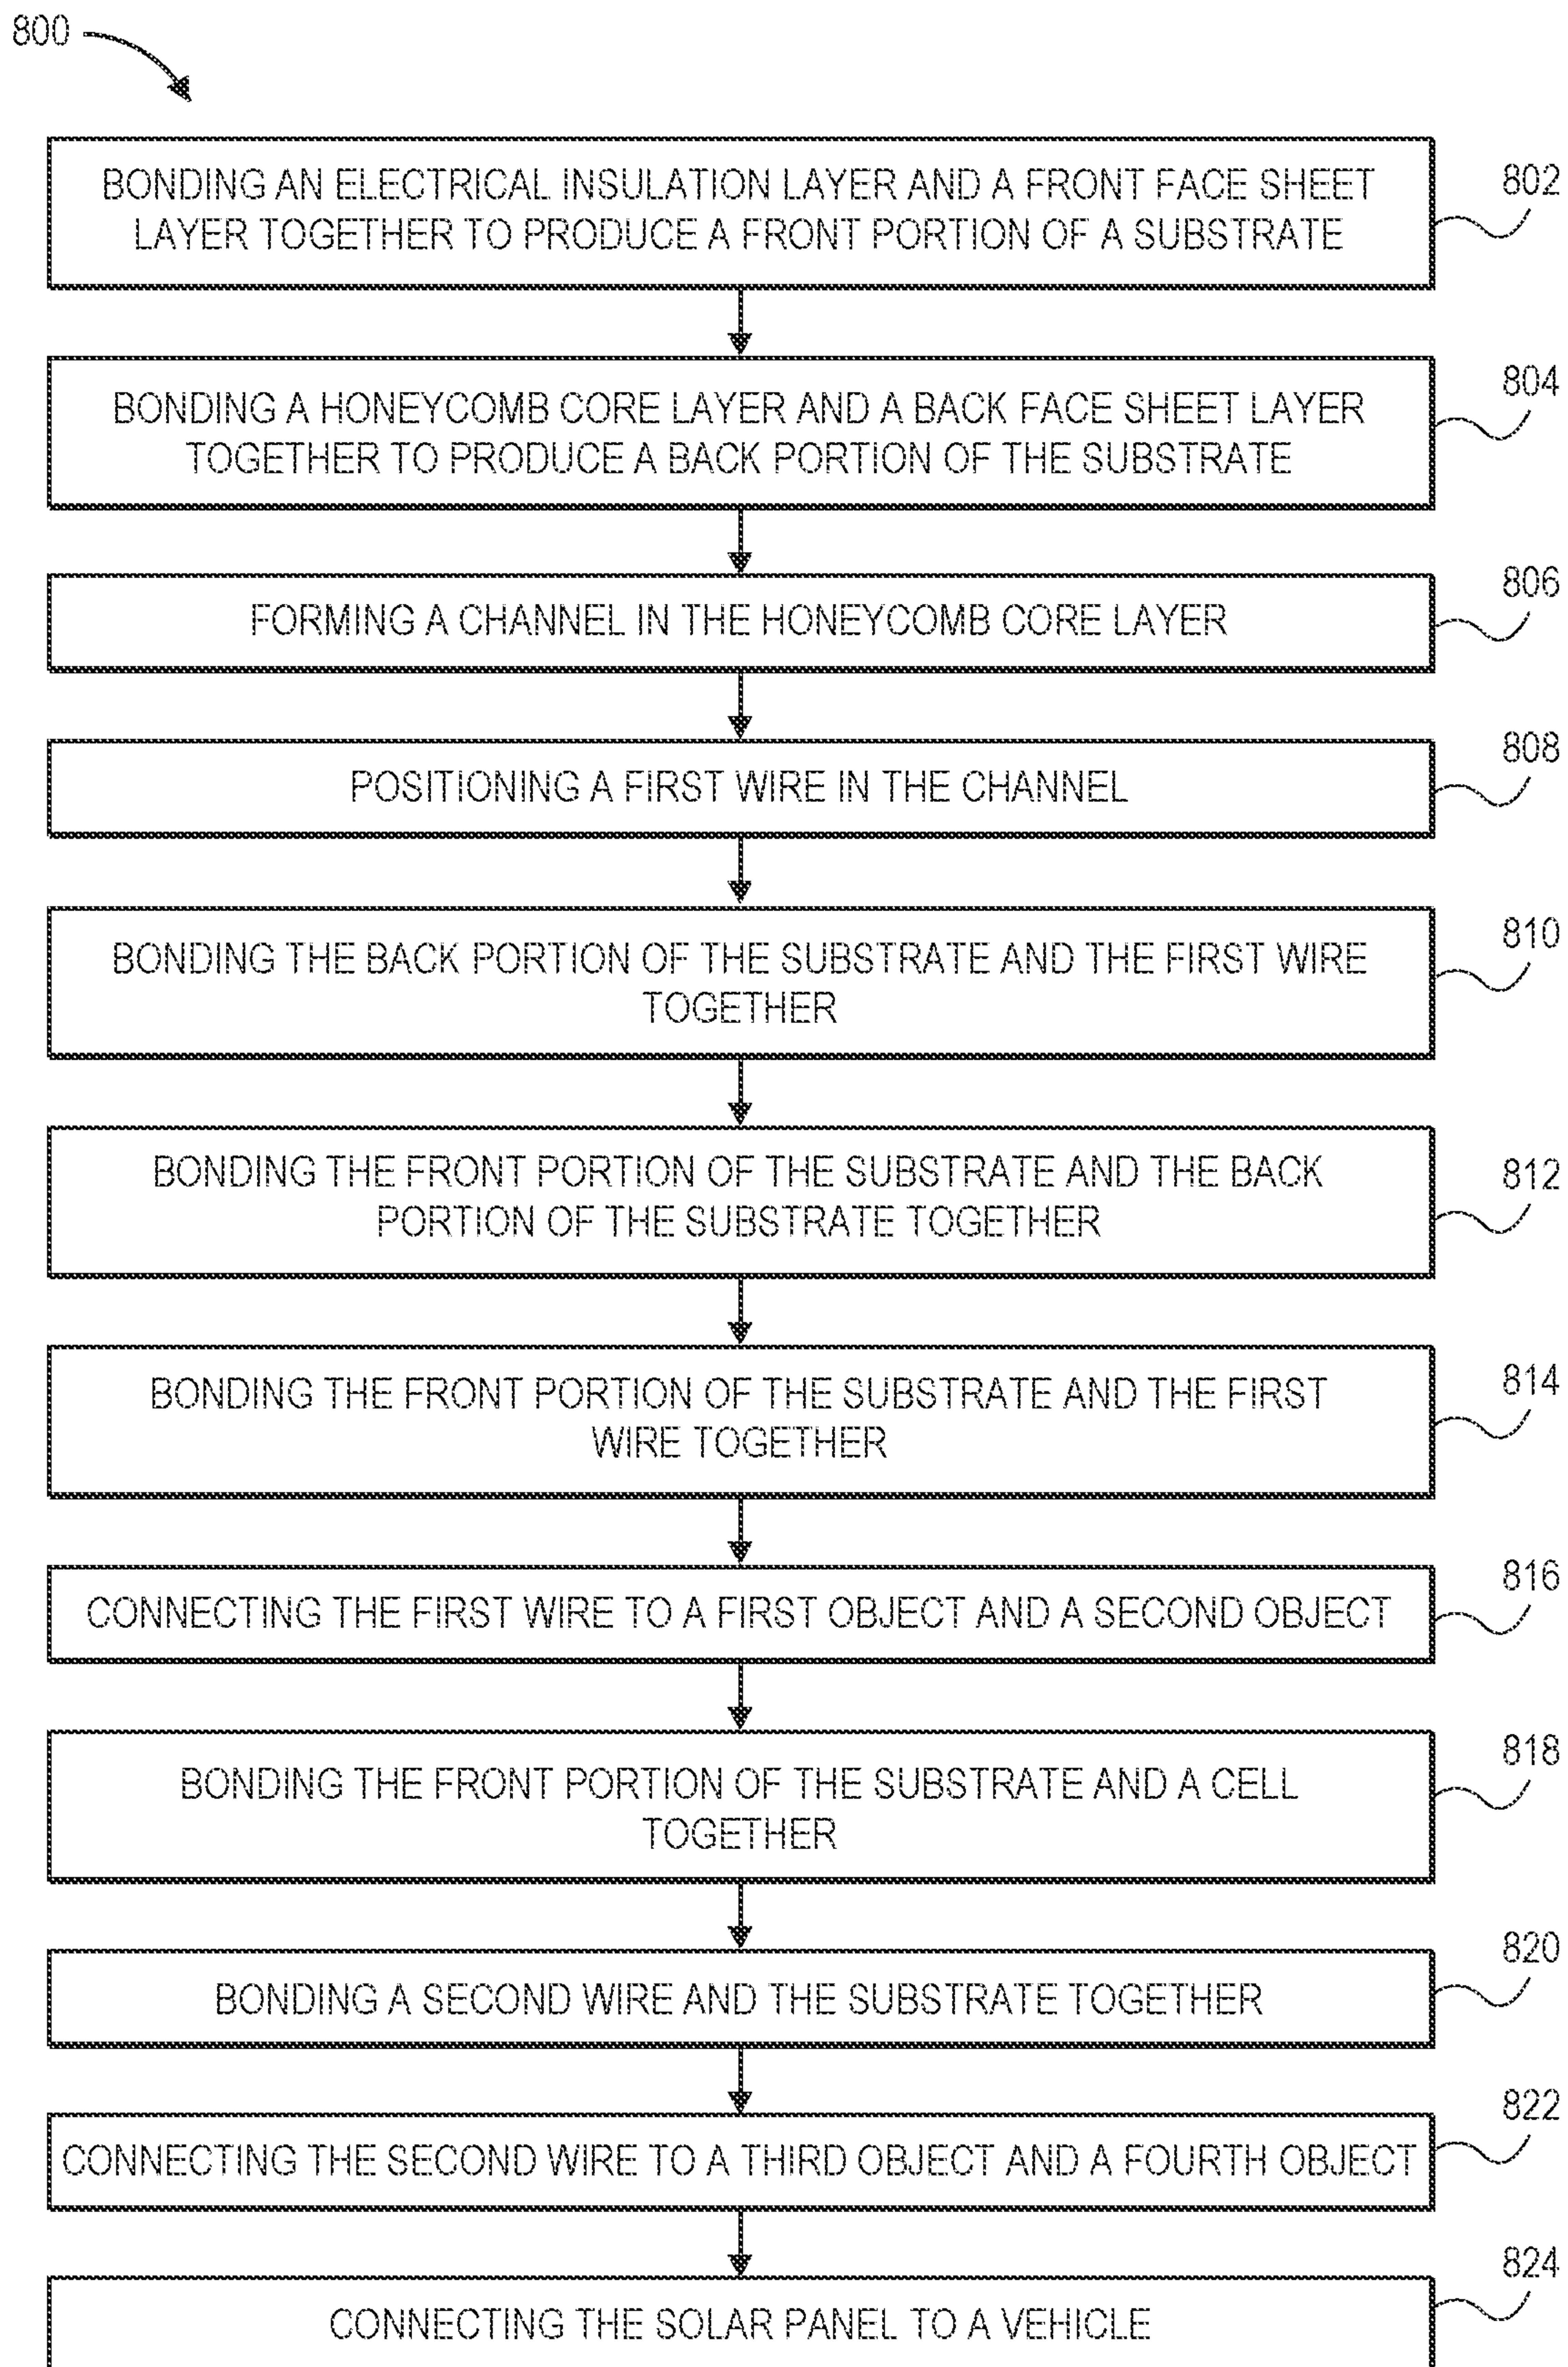 800
BONDING AN ELECTRICAL INSULATION LAYER AND A FRONT FACE SHEET
LAYER TOGETHER TO PRODUCE A FRONT PORTION OF A SUBSTRATE
802
BONDING A HONEYCOMB CORE LAYER AND A BACK FACE SHEET LAYER
TOGETHER TO PRODUCE A BACK PORTION OF THE SUBSTRATE
804
FORMING A CHANNEL IN THE HONEYCOMB CORE LAYER
806
POSITIONING A FIRST WIRE IN THE CHANNEL
808
BONDING THE BACK PORTION OF THE SUBSTRATE AND THE FIRST WIRE
TOGETHER
810
BONDING THE FRONT PORTION OF THE SUBSTRATE AND THE BACK
PORTION OF THE SUBSTRATE TOGETHER
812
BONDING THE FRONT PORTION OF THE SUBSTRATE AND THE FIRST
WIRE TOGETHER
814
CONNECTING THE FIRST WIRE TO A FIRST OBJECT AND A SECOND OBJECT
816
BONDING THE FRONT PORTION OF THE SUBSTRATE AND A CELL
TOGETHER
818
BONDING A SECOND WIRE AND THE SUBSTRATE TOGETHER
820
CONNECTING THE SECOND WIRE TO A THIRD OBJECT AND A FOURTH OBJECT
822
CONNECTING THE SOLAR PANEL TO A VEHICLE
824